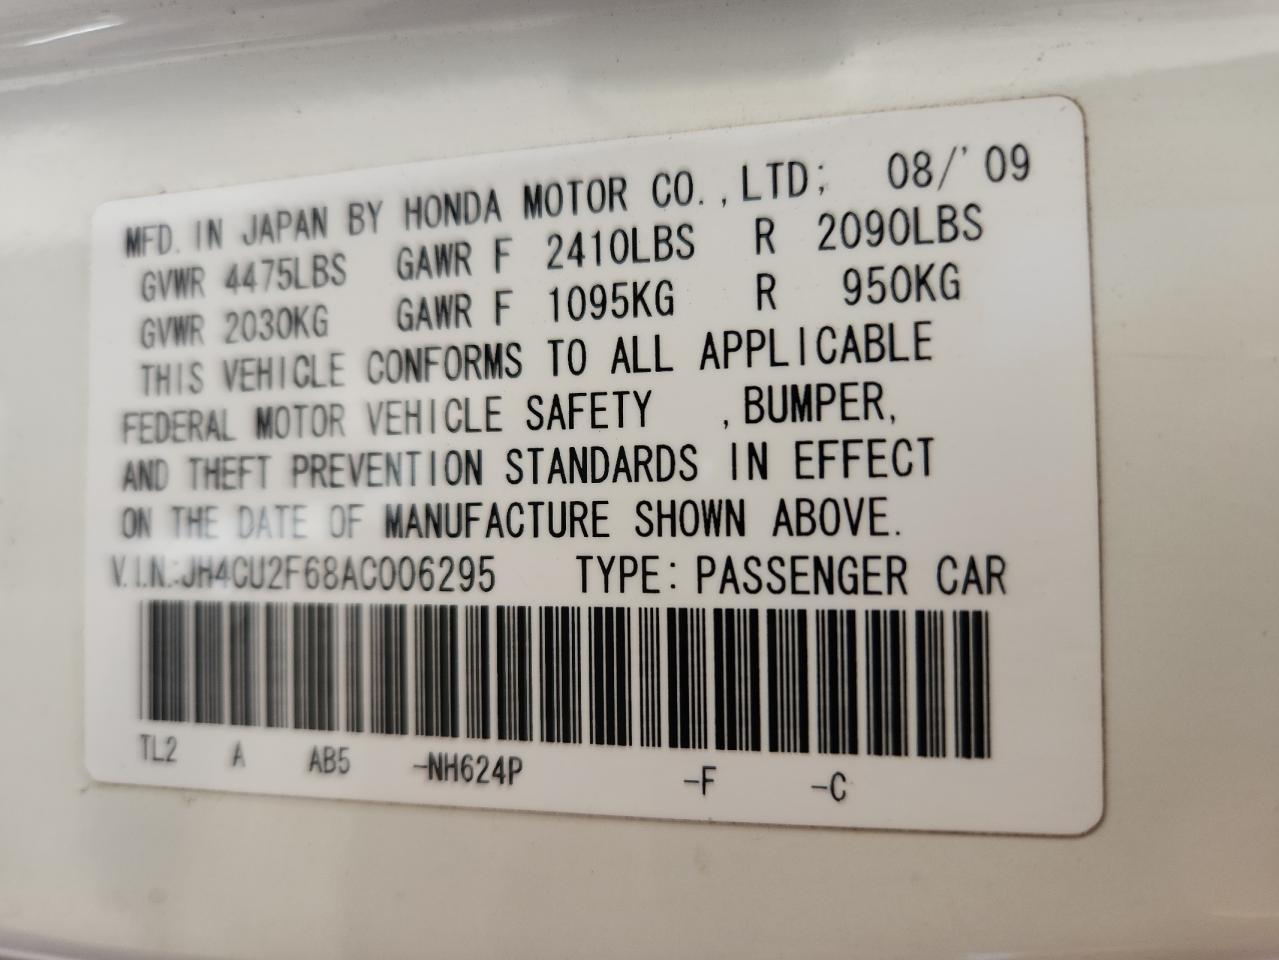 MFD. IN JAPAN BY HONDA MOTOR CO.,LTD; 08/'09
GVWR 4475LBS GAWR F 2410LBS R 2090LBS
GVWR 2030KG GAWR F 1095KG R 950KG
THIS VEHICLE CONFORMS TO ALL APPLICABLE
FEDERAL MOTOR VEHICLE SAFETY ,BUMPER,
AND THEFT PREVENTION STANDARDS IN EFFECT
ON THE DATE OF MANUFACTURE SHOWN ABOVE.
V.I.N.:JH4CU2F68AC006295 TYPE: PASSENGER CAR
TL2 A AB5 -NH624P -F -C